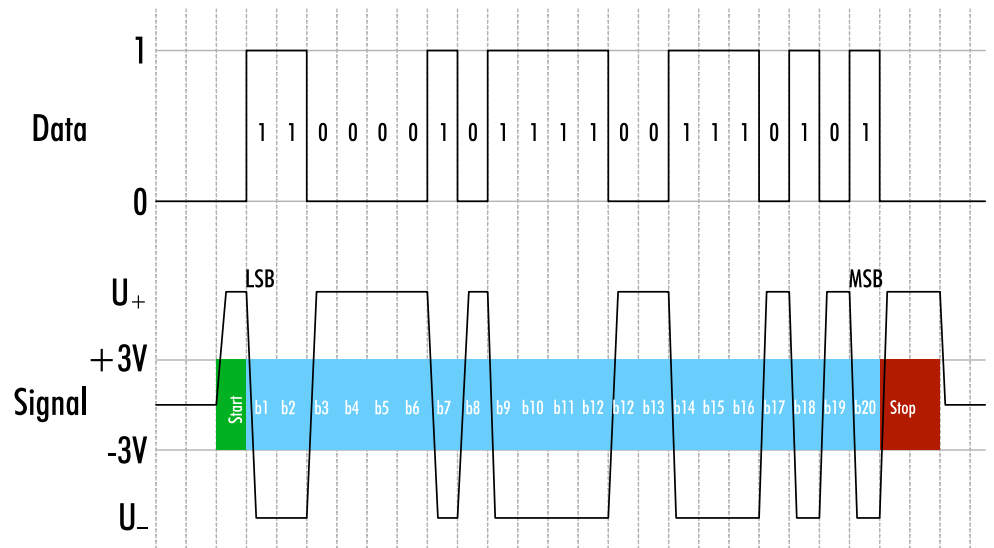 1
Data
1 1 0 0 0 0 1 0 1 1 1 1 0 0 1 1 1 0 1 0 1
0
LSB MSB
U+
+3V
Signal
Start b1 b2 b3 b4 b5 b6 b7 b8 b9 b10 b11 b12 b12 b13 b14 b15 b16 b17 b18 b19 b20 Stop
-3V
U-